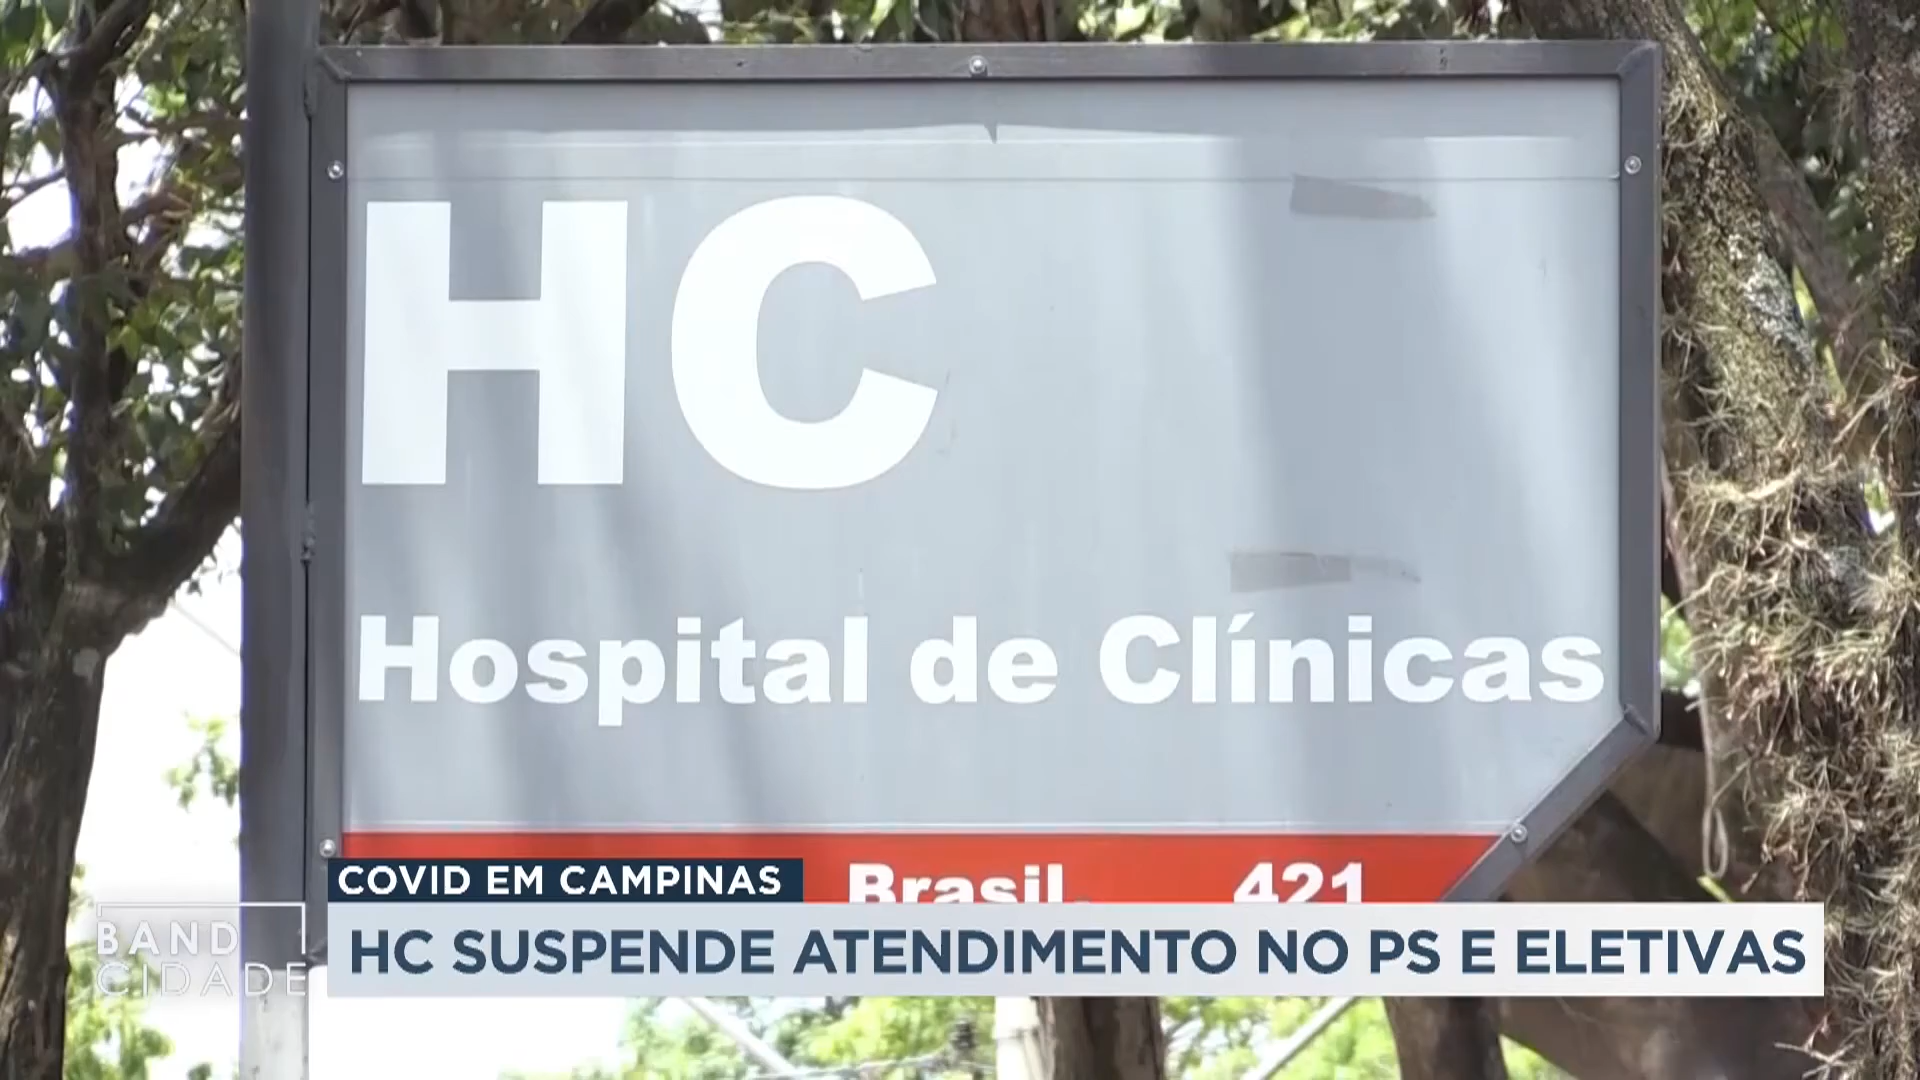 HC
Hospital de Clínicas
Brasil, 421
COVID EM CAMPINAS
BAND
CIDADE
HC SUSPENDE ATENDIMENTO NO PS E ELETIVAS